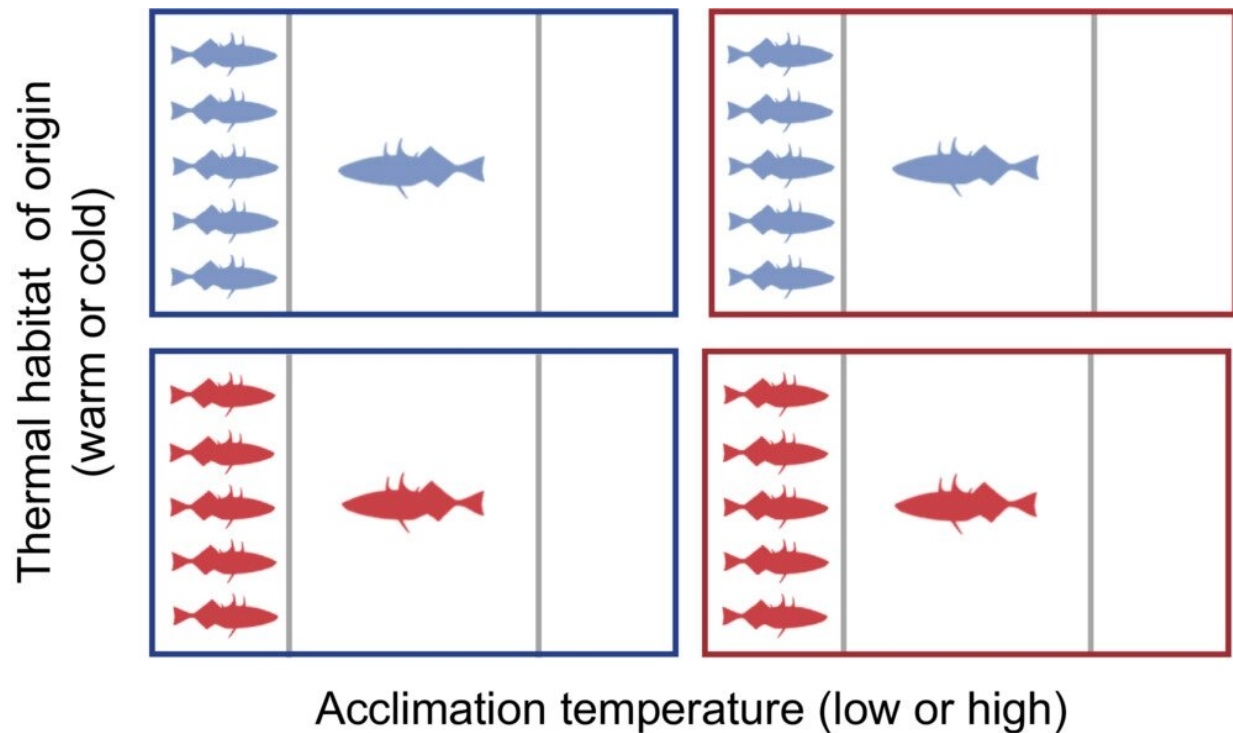 Thermal habitat of origin
(warm or cold)
Acclimation temperature (low or high)